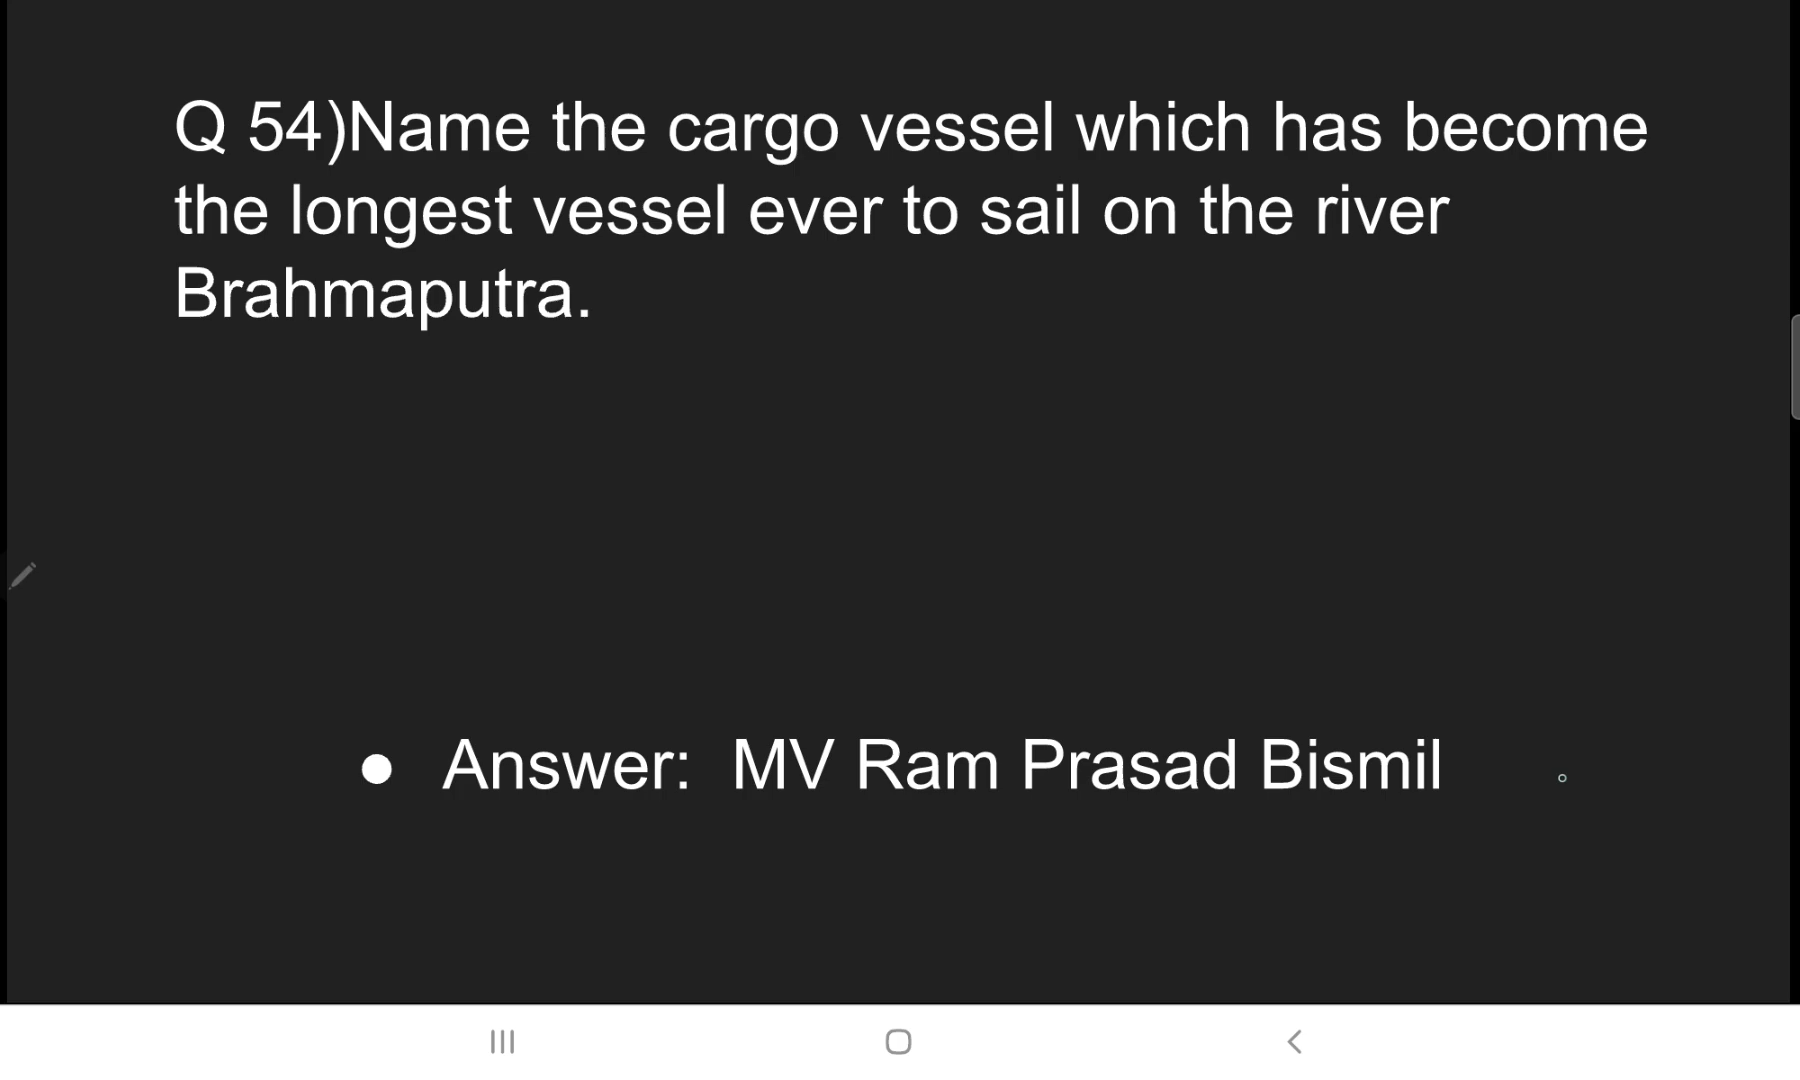 Q 54)Name the cargo vessel which has become
the longest vessel ever to sail on the river
Brahmaputra.
● Answer: MV Ram Prasad Bismil